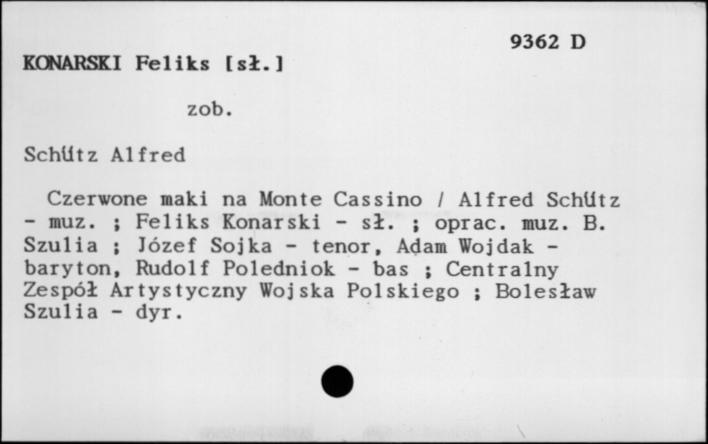 9362 D
KONARSKI Feliks [sł.]
zob.
Schütz Alfred
Czerwone maki na Monte Cassino / Alfred Schütz
- muz. ; Feliks Konarski - sł. ; oprac. muz. B.
Szulia ; Józef Sojka - tenor, Adam Wojdak -
baryton, Rudolf Poledniok - bas ; Centralny
Zespół Artystyczny Wojska Polskiego ; Bolesław
Szulia - dyr.